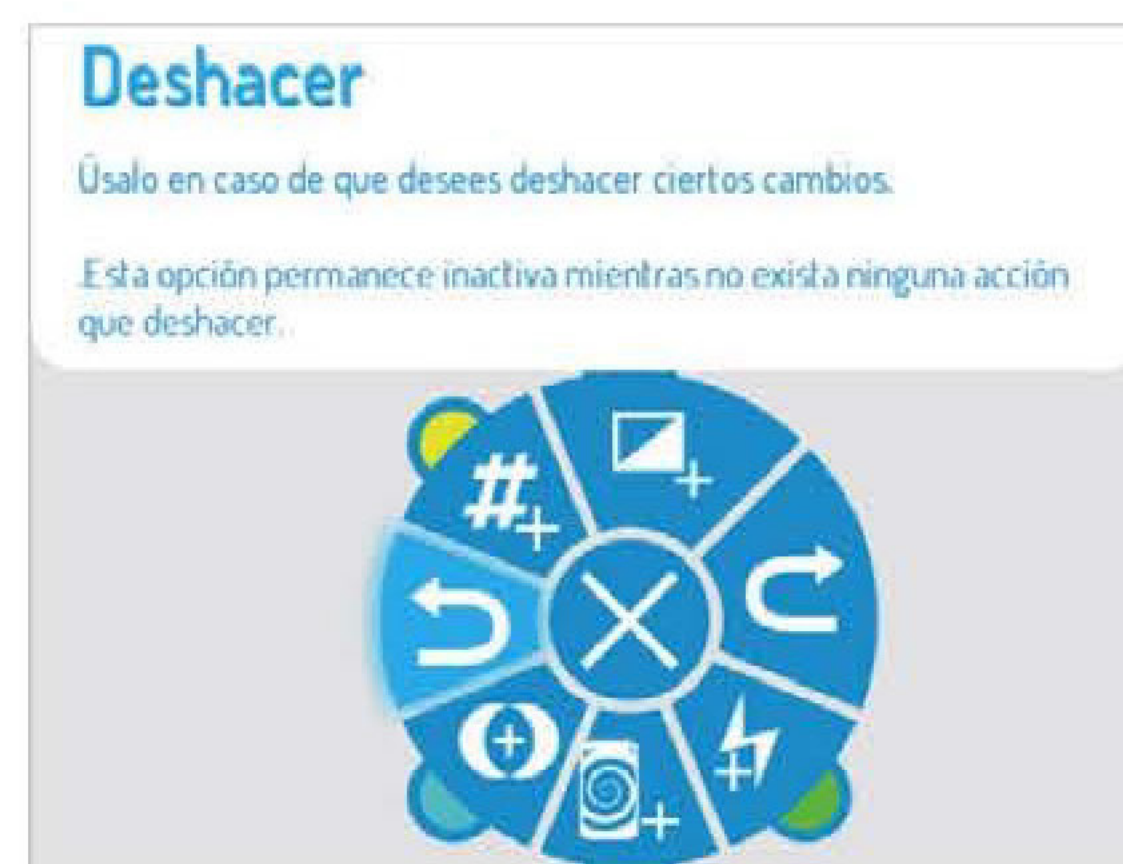 Deshacer
Úsalo en caso de que desees deshacer ciertos cambios.
Esta opción permanece inactiva mientras no exista ninguna acción
que deshacer.
#+